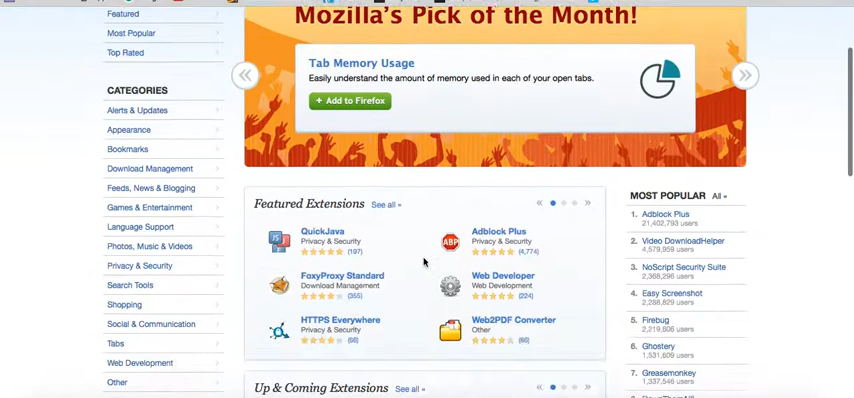 Featured
Most Popular
Top Rated
CATEGORIES
Alerts & Updates
Appearance
Bookmarks
Download Management
Feeds, News & Blogging
Games & Entertainment
Language Support
Photos, Music & Videos
Privacy & Security
Search Tools
Shopping
Social & Communication
Tabs
Web Development
Other
Mozilla's Pick of the Month!
Tab Memory Usage
Easily understand the amount of memory used in each of your open tabs.
+ Add to Firefox
Featured Extensions See all »
QuickJava
Privacy & Security
(197)
FoxyProxy Standard
Download Management
(355)
HTTPS Everywhere
Privacy & Security
(58)
JS
ABP
Adblock Plus
Privacy & Security
(4,774)
Web Developer
Web Development
(224)
Web2PDF Converter
Other
(86)
Up & Coming Extensions See all »
MOST POPULAR All »
1. Adblock Plus
21,402,793 users
2. Video DownloadHelper
4,579,959 users
3. NoScript Security Suite
2,368,296 users
4. Easy Screenshot
2,288,829 users
5. Firebug
2,219,806 users
6. Ghostery
1,531,609 users
7. Greasemonkey
1,337,546 users